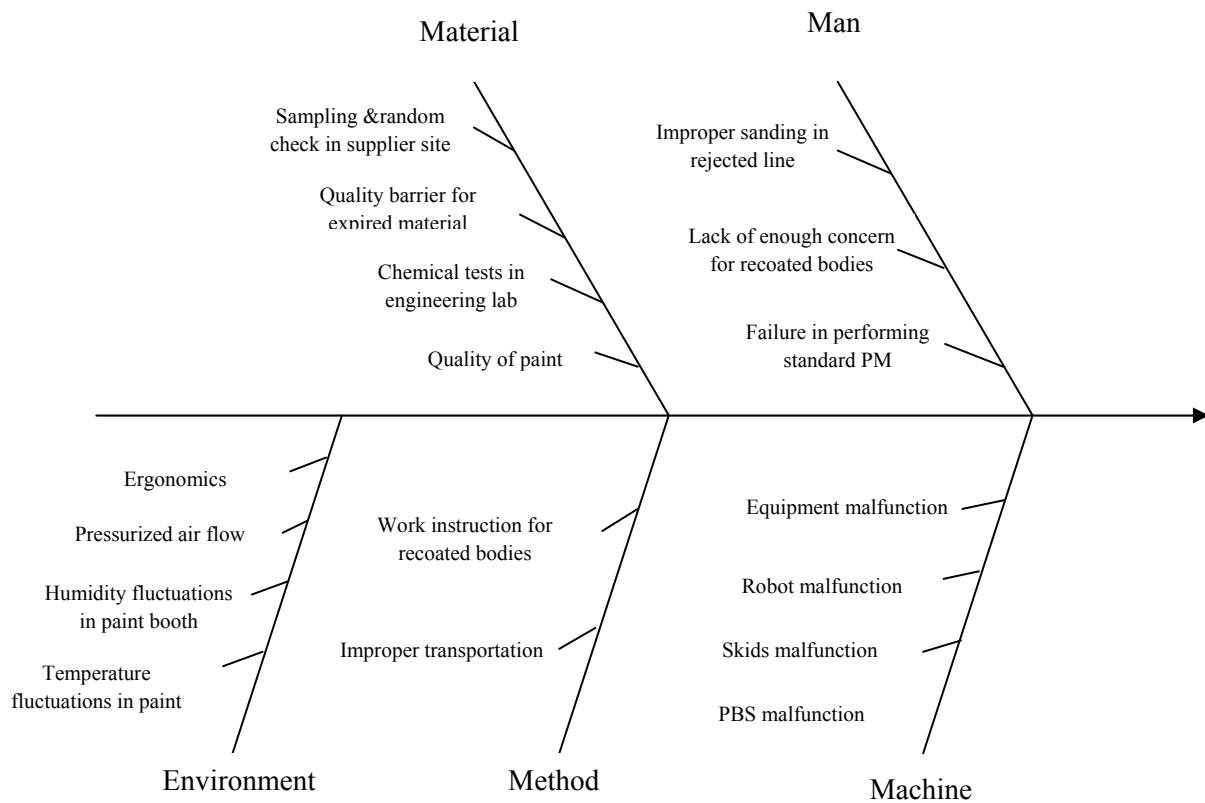 Material
Man
Sampling &random
check in supplier site
Quality barrier for
expired material
Chemical tests in
engineering lab
Quality of paint
Improper sanding in
rejected line
Lack of enough concern
for recoated bodies
Failure in performing
standard PM
Ergonomics
Pressurized air flow
Humidity fluctuations
in paint booth
Temperature
fluctuations in paint
Work instruction for
recoated bodies
Improper transportation
Equipment malfunction
Robot malfunction
Skids malfunction
PBS malfunction
Environment
Method
Machine